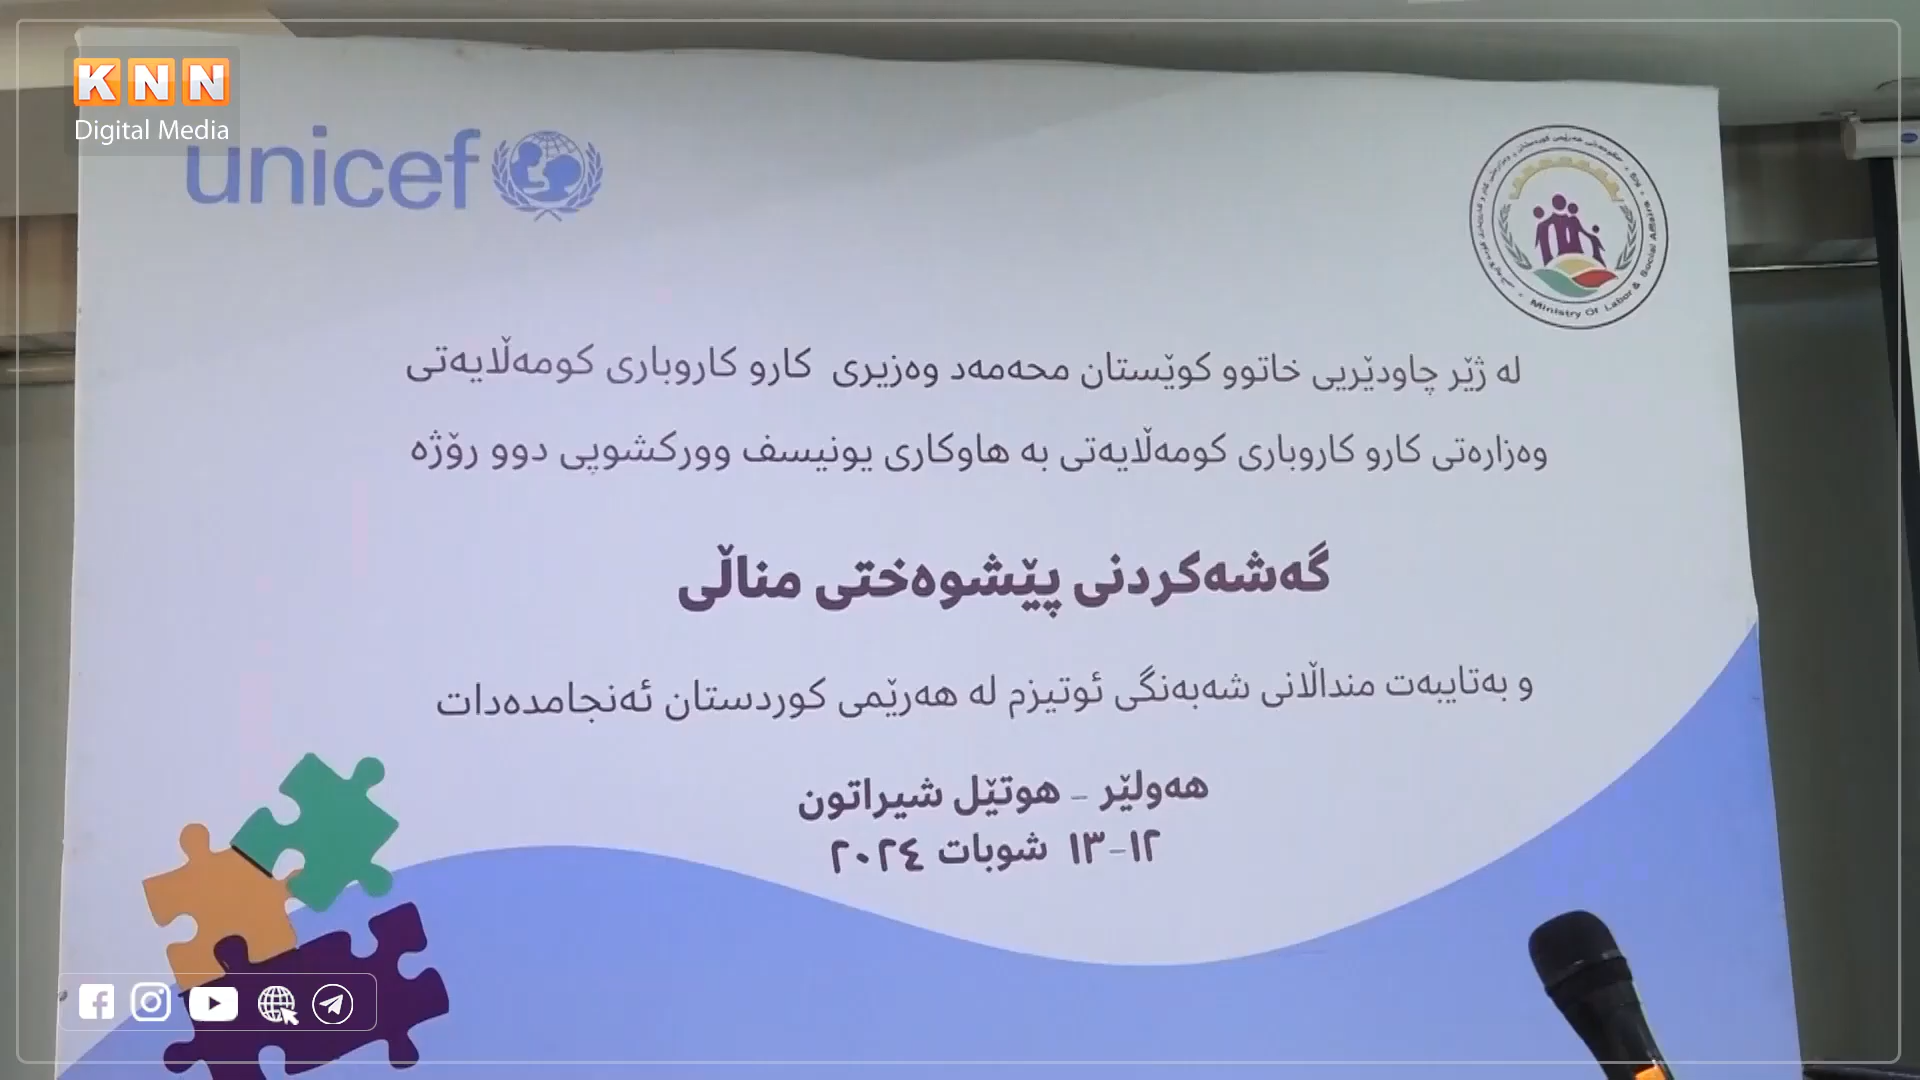 KNN
Digital Media
unicef
Ministry Of Labor & Social Affairs
لە ژێر چاودێریی خاتوو کوێستان محەمەد وەزیری کارو کاروباری کومەڵایەتی
وەزارەتی کارو کاروباری کومەڵایەتی بە هاوکاری یونیسف وورکشوپی دوو رۆژە
گەشەکردنی پێشوەختی مناڵی
و بەتایبەت منداڵانی شەبەنگی ئوتیزم لە هەرێمی کوردستان ئەنجامدەدات
هەولێر - هوتێل شیراتون
١٢-١٣ شوبات ٢٠٢٤